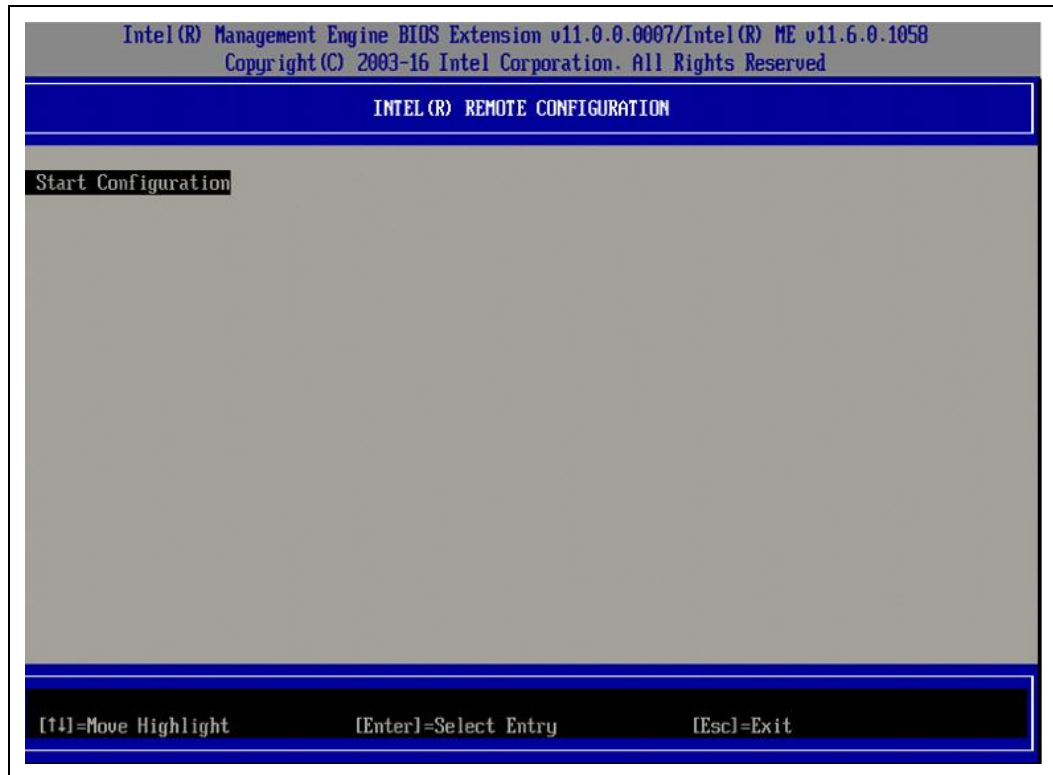 Intel(R) Management Engine BIOS Extension v11.0.0.0007/Intel(R) ME v11.6.0.1058
Copyright(C) 2003-16 Intel Corporation. All Rights Reserved
INTEL(R) REMOTE CONFIGURATION
Start Configuration
[↑↓]=Move Highlight [Enter]=Select Entry [Esc]=Exit